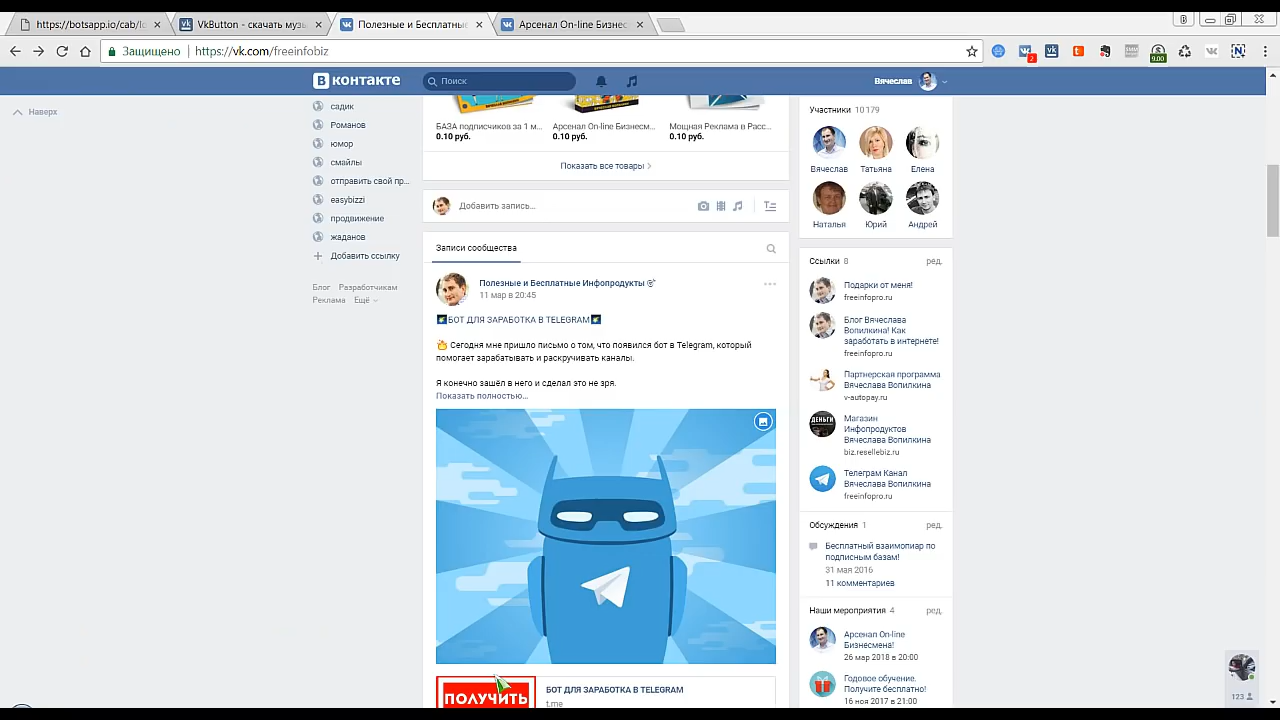 https://botsapp.io/cab/lo
VkButton - скачать музы
Полезные и Бесплатные
Арсенал On-line Бизнес
Защищено
https://vk.com/freeinfobiz
2
9.00
В контакте
Поиск
Вячеслав
Наверх
садик
Романов
юмор
смайлы
отправить свой пр...
easybizzi
продвижение
жаданов
Добавить ссылку
Блог Разработчикам
Реклама Ещё
БАЗА подписчиков за 1 м...
0.10 руб.
Арсенал On-line Бизнесм...
0.10 руб.
Мощная Реклама в Расс...
0.10 руб.
Показать все товары
Добавить запись...
Записи сообщества
Полезные и Бесплатные Инфопродукты
11 мар в 20:45
БОТ ДЛЯ ЗАРАБОТКА В TELEGRAM
Сегодня мне пришло письмо о том, что появился бот в Telegram, который
помогает зарабатывать и раскручивать каналы.
Я конечно зашёл в него и сделал это не зря.
Показать полностью...
ПОЛУЧИТЬ
БОТ ДЛЯ ЗАРАБОТКА В TELEGRAM
t.me
Участники 10 179
Вячеслав
Татьяна
Елена
Наталья
Юрий
Андрей
Ссылки 8
ред.
Подарки от меня!
freeinfopro.ru
Блог Вячеслава
Вопилкина! Как
заработать в интернете!
freeinfopro.ru
Партнерская программа
Вячеслава Вопилкина
v-autopay.ru
ДЕНЬГИ
Магазин
Инфопродуктов
Вячеслава Вопилкина
biz.resellebiz.ru
Телеграм Канал
Вячеслава Вопилкина
freeinfopro.ru
Обсуждения 1
ред.
Бесплатный взаимопиар по
подписным базам!
31 мая 2016
11 комментариев
Наши мероприятия 4
ред.
Арсенал On-line
Бизнесмена!
26 мар 2018 в 20:00
Годовое обучение.
Получите бесплатно!
16 ноя 2017 в 21:00
123